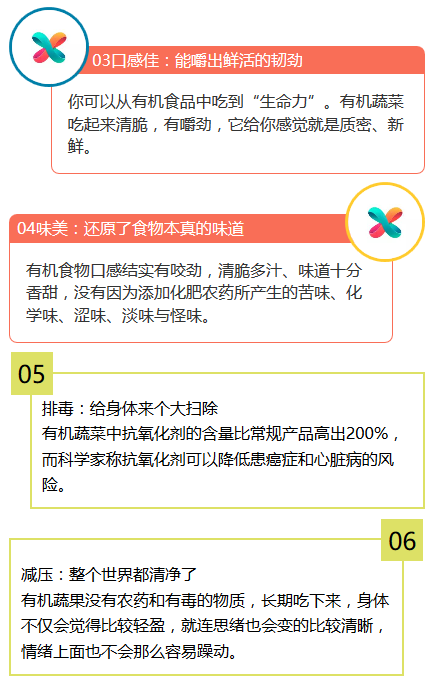 03口感佳：能嚼出鲜活的韧劲
你可以从有机食品中吃到“生命力”。有机蔬菜
吃起来清脆，有嚼劲，它给你感觉就是质密、新
鲜。
04味美：还原了食物本真的味道
有机食物口感结实有咬劲，清脆多汁、味道十分
香甜，没有因为添加化肥农药所产生的苦味、化
学味、涩味、淡味与怪味。
05
排毒：给身体来个大扫除
有机蔬菜中抗氧化剂的含量比常规产品高出200%，
而科学家称抗氧化剂可以降低患癌症和心脏病的风
险。
06
减压：整个世界都清净了
有机蔬果没有农药和有毒的物质，长期吃下来，身体
不仅会觉得比较轻盈，就连思绪也会变的比较清晰，
情绪上面也不会那么容易躁动。